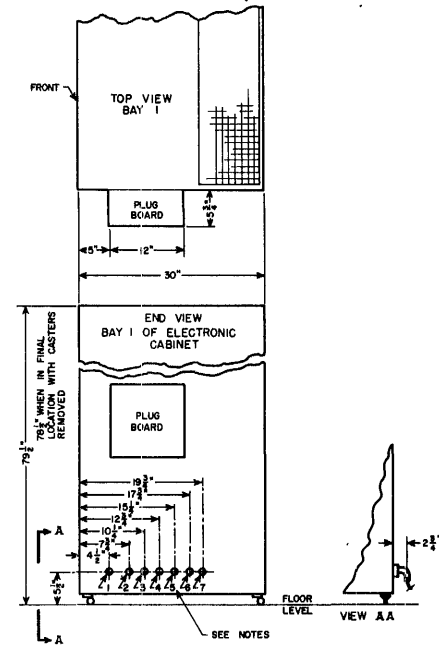 FRONT
TOP VIEW
BAY 1
PLUG
BOARD
5 3/4"
5"
12"
30"
END VIEW
BAY 1 OF ELECTRONIC
CABINET
79 1/2"
78 1/2" WHEN IN FINAL
LOCATION WITH CASTERS
REMOVED
PLUG
BOARD
19 3/4"
17 3/4"
15 1/4"
12 3/4"
10 1/4"
7 3/4"
4 1/2"
A
5 1/2"
1 2 3 4 5 6 7
A
SEE NOTES
FLOOR
LEVEL
2 3/4"
VIEW AA